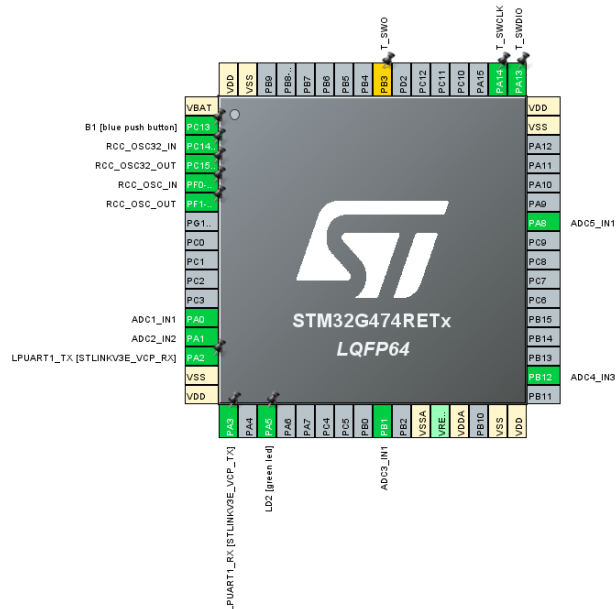 T_SWO
T_SWCLK
T_SWDIO
VDD
VSS
PB9
PB8-..
PB7
PB6
PB5
PB4
PB3
PD2
PC12
PC11
PC10
PA15
PA14
PA13
VBAT
B1 [blue push button] PC13
RCC_OSC32_IN PC14..
RCC_OSC32_OUT PC15..
RCC_OSC_IN PF0-..
RCC_OSC_OUT PF1-..
PG1..
PC0
PC1
PC2
PC3
ADC1_IN1 PA0
ADC2_IN2 PA1
LPUART1_TX [STLINKV3E_VCP_RX] PA2
VSS
VDD
ST
STM32G474RETx
LQFP64
VDD
VSS
PA12
PA11
PA10
PA9
PA8 ADC5_IN1
PC9
PC8
PC7
PC6
PB15
PB14
PB13
PB12 ADC4_IN3
PB11
PA3
PA4
PA5
PA6
PA7
PC4
PC5
PB0
PB1
PB2
VSSA
VRE..
VDDA
PB10
VSS
VDD
LPUART1_RX [STLINKV3E_VCP_TX]
LD2 [green led]
ADC3_IN1